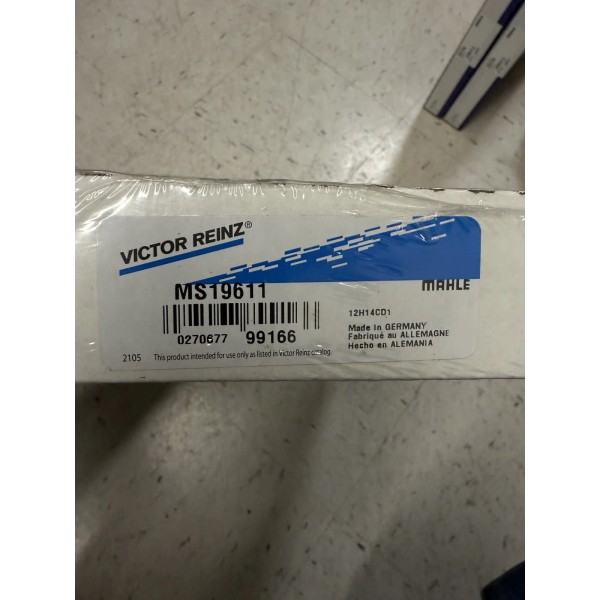 VICTOR REINZ®
MAHLE
MS19611
12H14CD1
0270677 99166
Made in GERMANY
Fabriqué au ALLEMAGNE
Hecho en ALEMANIA
2105 This product intended for use only as listed in Victor Reinz catalog.